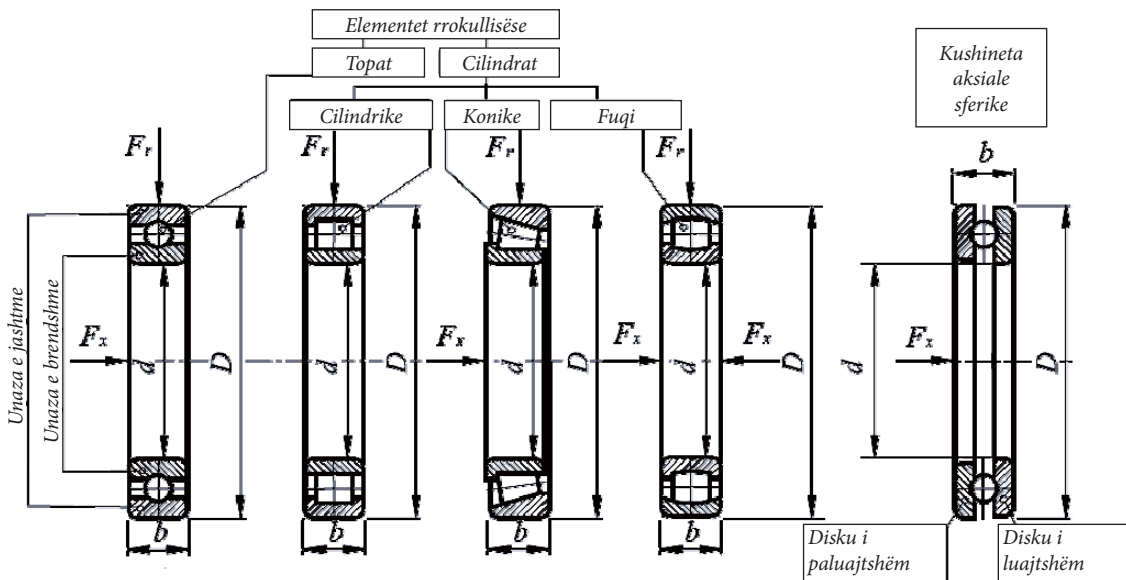 Elementet rrokullisëse
Topat
Cilindrat
Cilindrike
Konike
Fuqi
Kushineta
aksiale
sferike
b
Fr
Fr
Fr
Fr
Unaza e jashtme
Unaza e brendshme
Fx
d
D
d
D
Fx
d
D
Fx
d
Fx
D
d
Fx
D
b
b
b
b
Disku i
paluajtshëm
Disku i
luajtshëm